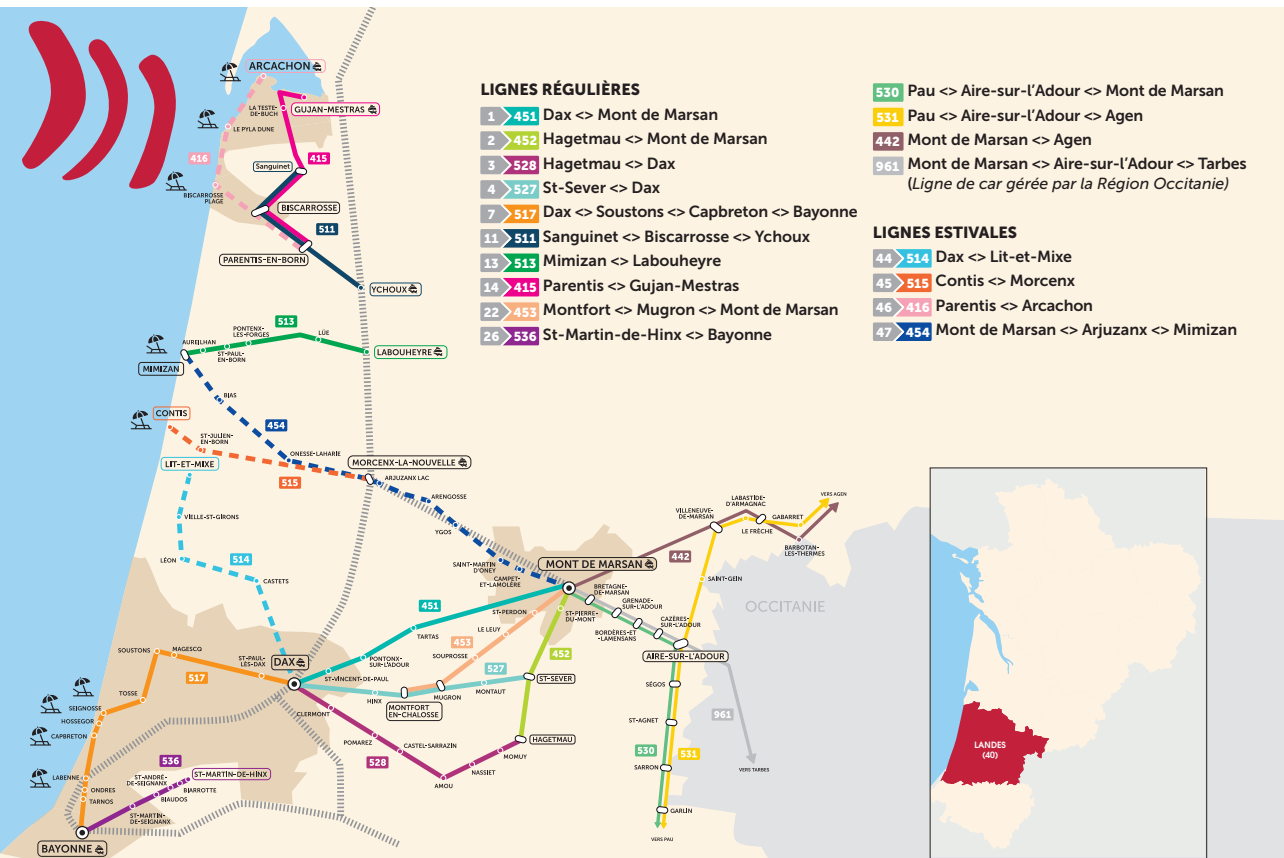 ARCACHON
LA TESTE-
DE-BUCH
GUJAN-MESTRAS
LE PYLA DUNE
416
415
Sanguinet
BISCARROSSE
PLAGE
BISCARROSSE
511
PARENTIS-EN-BORN
YCHOUX
LIGNES RÉGULIÈRES
1 451 Dax <> Mont de Marsan
2 452 Hagetmau <> Mont de Marsan
3 528 Hagetmau <> Dax
4 527 St-Sever <> Dax
7 517 Dax <> Soustons <> Capbreton <> Bayonne
11 511 Sanguinet <> Biscarrosse <> Ychoux
13 513 Mimizan <> Labouheyre
14 415 Parentis <> Gujan-Mestras
22 453 Montfort <> Mugron <> Mont de Marsan
26 536 St-Martin-de-Hinx <> Bayonne
530 Pau <> Aire-sur-l'Adour <> Mont de Marsan
531 Pau <> Aire-sur-l'Adour <> Agen
442 Mont de Marsan <> Agen
961 Mont de Marsan <> Aire-sur-l'Adour <> Tarbes
(Ligne de car gérée par la Région Occitanie)
LIGNES ESTIVALES
44 514 Dax <> Lit-et-Mixe
45 515 Contis <> Morcenx
46 416 Parentis <> Arcachon
47 454 Mont de Marsan <> Arjuzanx <> Mimizan
513
PONTENX-
LES-FORGES
LÜE
AUREILHAN
ST-PAUL-
EN-BORN
LABOUHEYRE
MIMIZAN
BIAS
CONTIS
454
ST-JULIEN-
EN-BORN
ONESSE-LAHARIE
LIT-ET-MIXE
MORCENX-LA-NOUVELLE
515
ARJUZANX LAC
ARENGOSSE
VIELLE-ST-GIRONS
YGOS
LÉON
514
CASTETS
SAINT-MARTIN
D'ONEY
CAMPET-
ET-LAMOLÈRE
MONT DE MARSAN
442
VILLENEUVE-
DE-MARSAN
LABASTIDE-
D'ARMAGNAC
VERS AGEN
GABARRET
LE FRÈCHE
BARBOTAN-
LES-THERMES
SAINT-GEIN
OCCITANIE
BRETAGNE-
DE-MARSAN
GRENADE-
SUR-L'ADOUR
CAZÈRES-
SUR-L'ADOUR
ST-PIERRE-
DU-MONT
BORDÈRES-ET
-LAMENSANS
AIRE-SUR-L'ADOUR
451
TARTAS
ST-PERDON
LE LEUY
453
SOUPROSSE
452
527
PONTONX-
SUR-L'ADOUR
ST-VINCENT-DE-PAUL
DAX
SOUSTONS
MAGESCQ
ST-PAUL-
LÈS-DAX
517
TOSSE
SEIGNOSSE
HOSSEGOR
CAPBRETON
HINX
MONTFORT
EN-CHALOSSE
MUGRON
MONTAUT
ST-SEVER
CLERMONT
POMAREZ
CASTEL-SARRAZIN
528
AMOU
NASSIET
MOMUY
HAGETMAU
SÉGOS
ST-AGNET
961
530
531
SARRON
VERS TARBES
GARLIN
VERS PAU
LABENNE
ONDRES
TARNOS
536
ST-ANDRÉ-
DE-SEIGNANX
ST-MARTIN-DE-HINX
BIARROTTE
BIAUDOS
ST-MARTIN-
DE-SEIGNANX
BAYONNE
LANDES
(40)